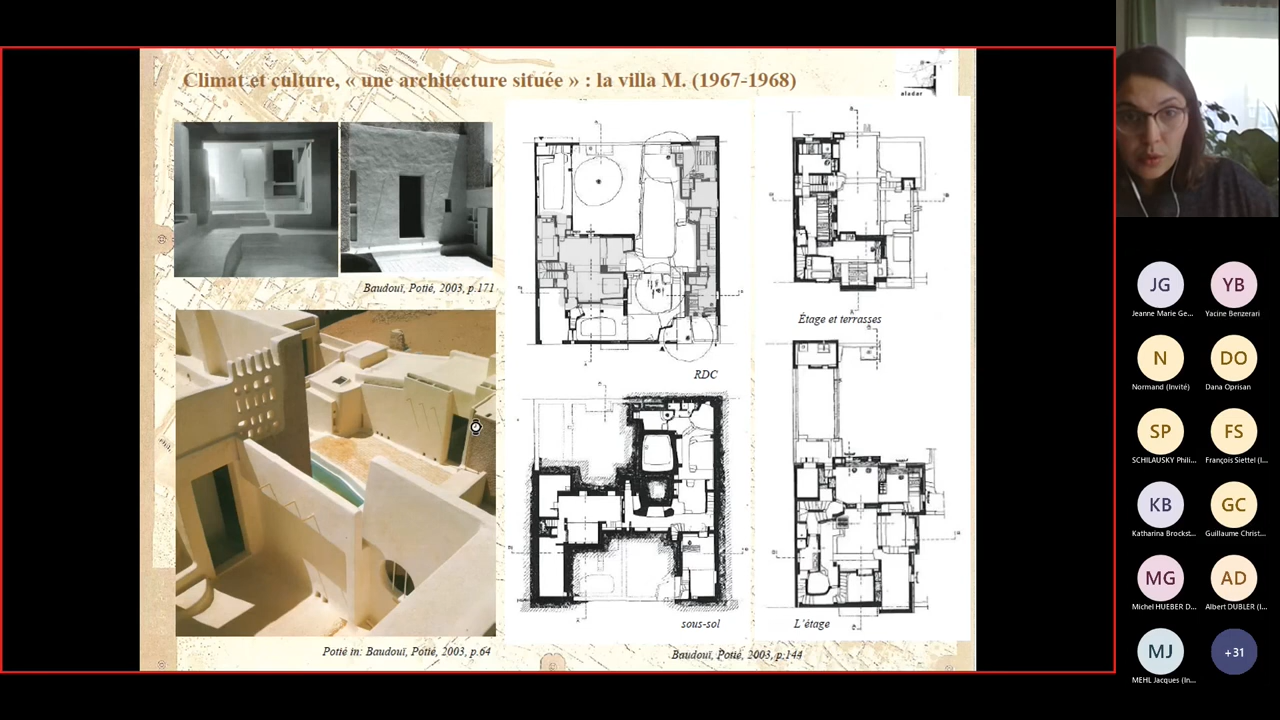 Climat et culture, « une architecture située » : la villa M. (1967-1968)
aladar
Baudouï, Potié, 2003, p.171
Étage et terrasses
RDC
sous-sol
L'étage
Potié in: Baudouï, Potié, 2003, p.64
Baudouï, Potié, 2003, p.144
JG
YB
Jeanne Marie Ge...
Yacine Benzerari
N
DO
Normand (Invité)
Dana Oprisan
SP
FS
SCHILAUSKY Phili...
François Siettel (I...
KB
GC
Katharina Brockst...
Guillaume Christ...
MG
AD
Michel HUEBER D...
Albert DUBLER (I...
MJ
+31
MEHL Jacques (In...